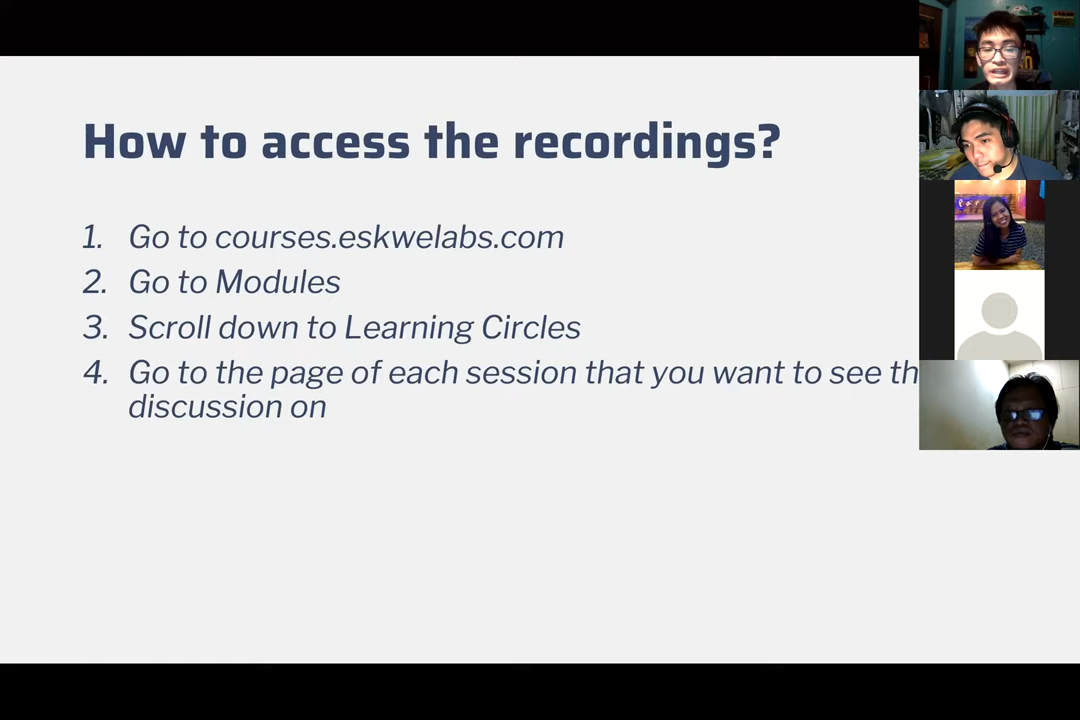 How to access the recordings?
1. Go to courses.eskwelabs.com
2. Go to Modules
3. Scroll down to Learning Circles
4. Go to the page of each session that you want to see th
discussion on